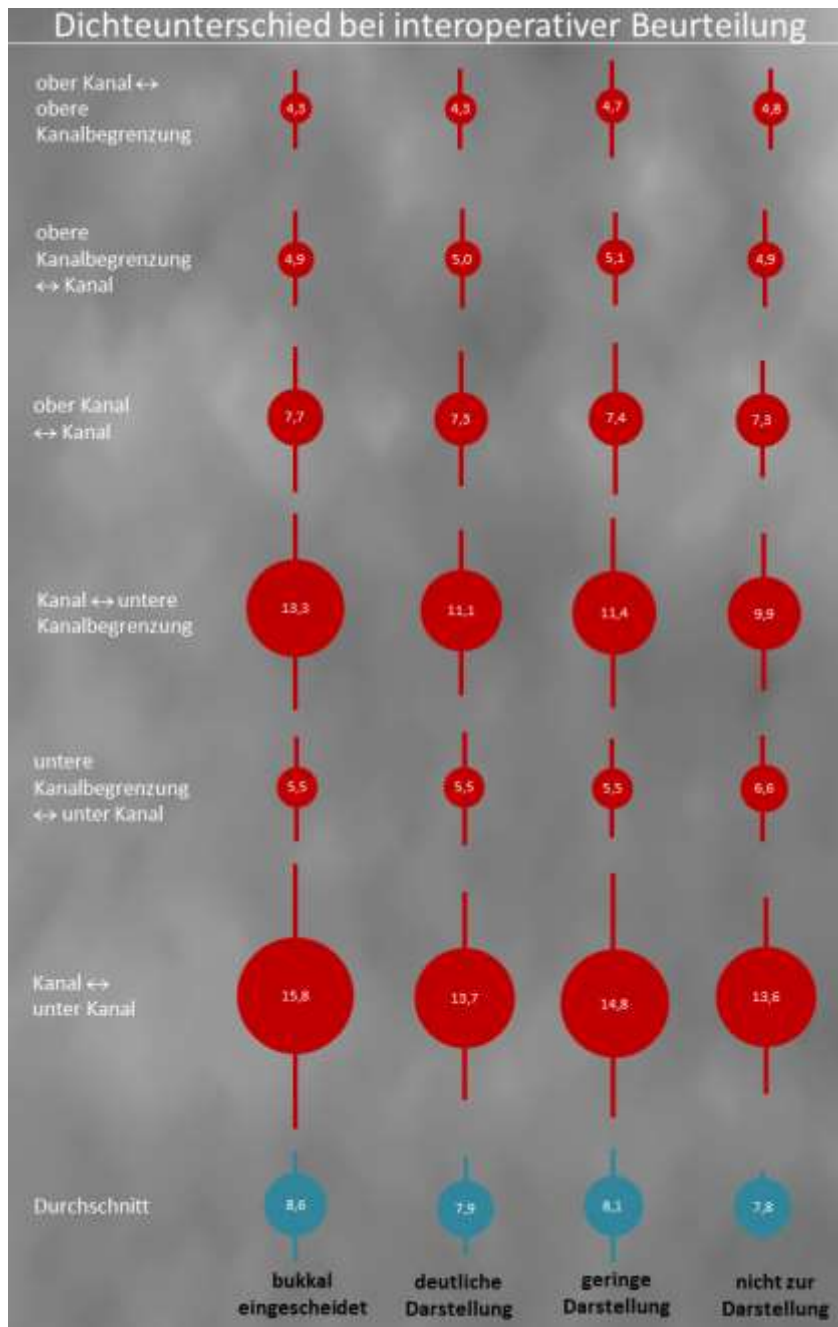 Dichteunterschied bei interoperativer Beurteilung
ober Kanal ↔
obere
Kanalbegrenzung
4,3 4,3 4,7 4,8
obere
Kanalbegrenzung
↔ Kanal
4,9 5,0 5,1 4,9
ober Kanal
↔ Kanal
7,7 7,3 7,4 7,3
Kanal ↔ untere
Kanalbegrenzung
13,3 11,1 11,4 9,9
untere
Kanalbegrenzung
↔ unter Kanal
5,5 5,5 5,5 6,6
Kanal ↔
unter Kanal
15,8 13,7 14,8 13,6
Durchschnitt
8,6 7,9 8,1 7,8
bukkal
eingescheidet
deutliche
Darstellung
geringe
Darstellung
nicht zur
Darstellung